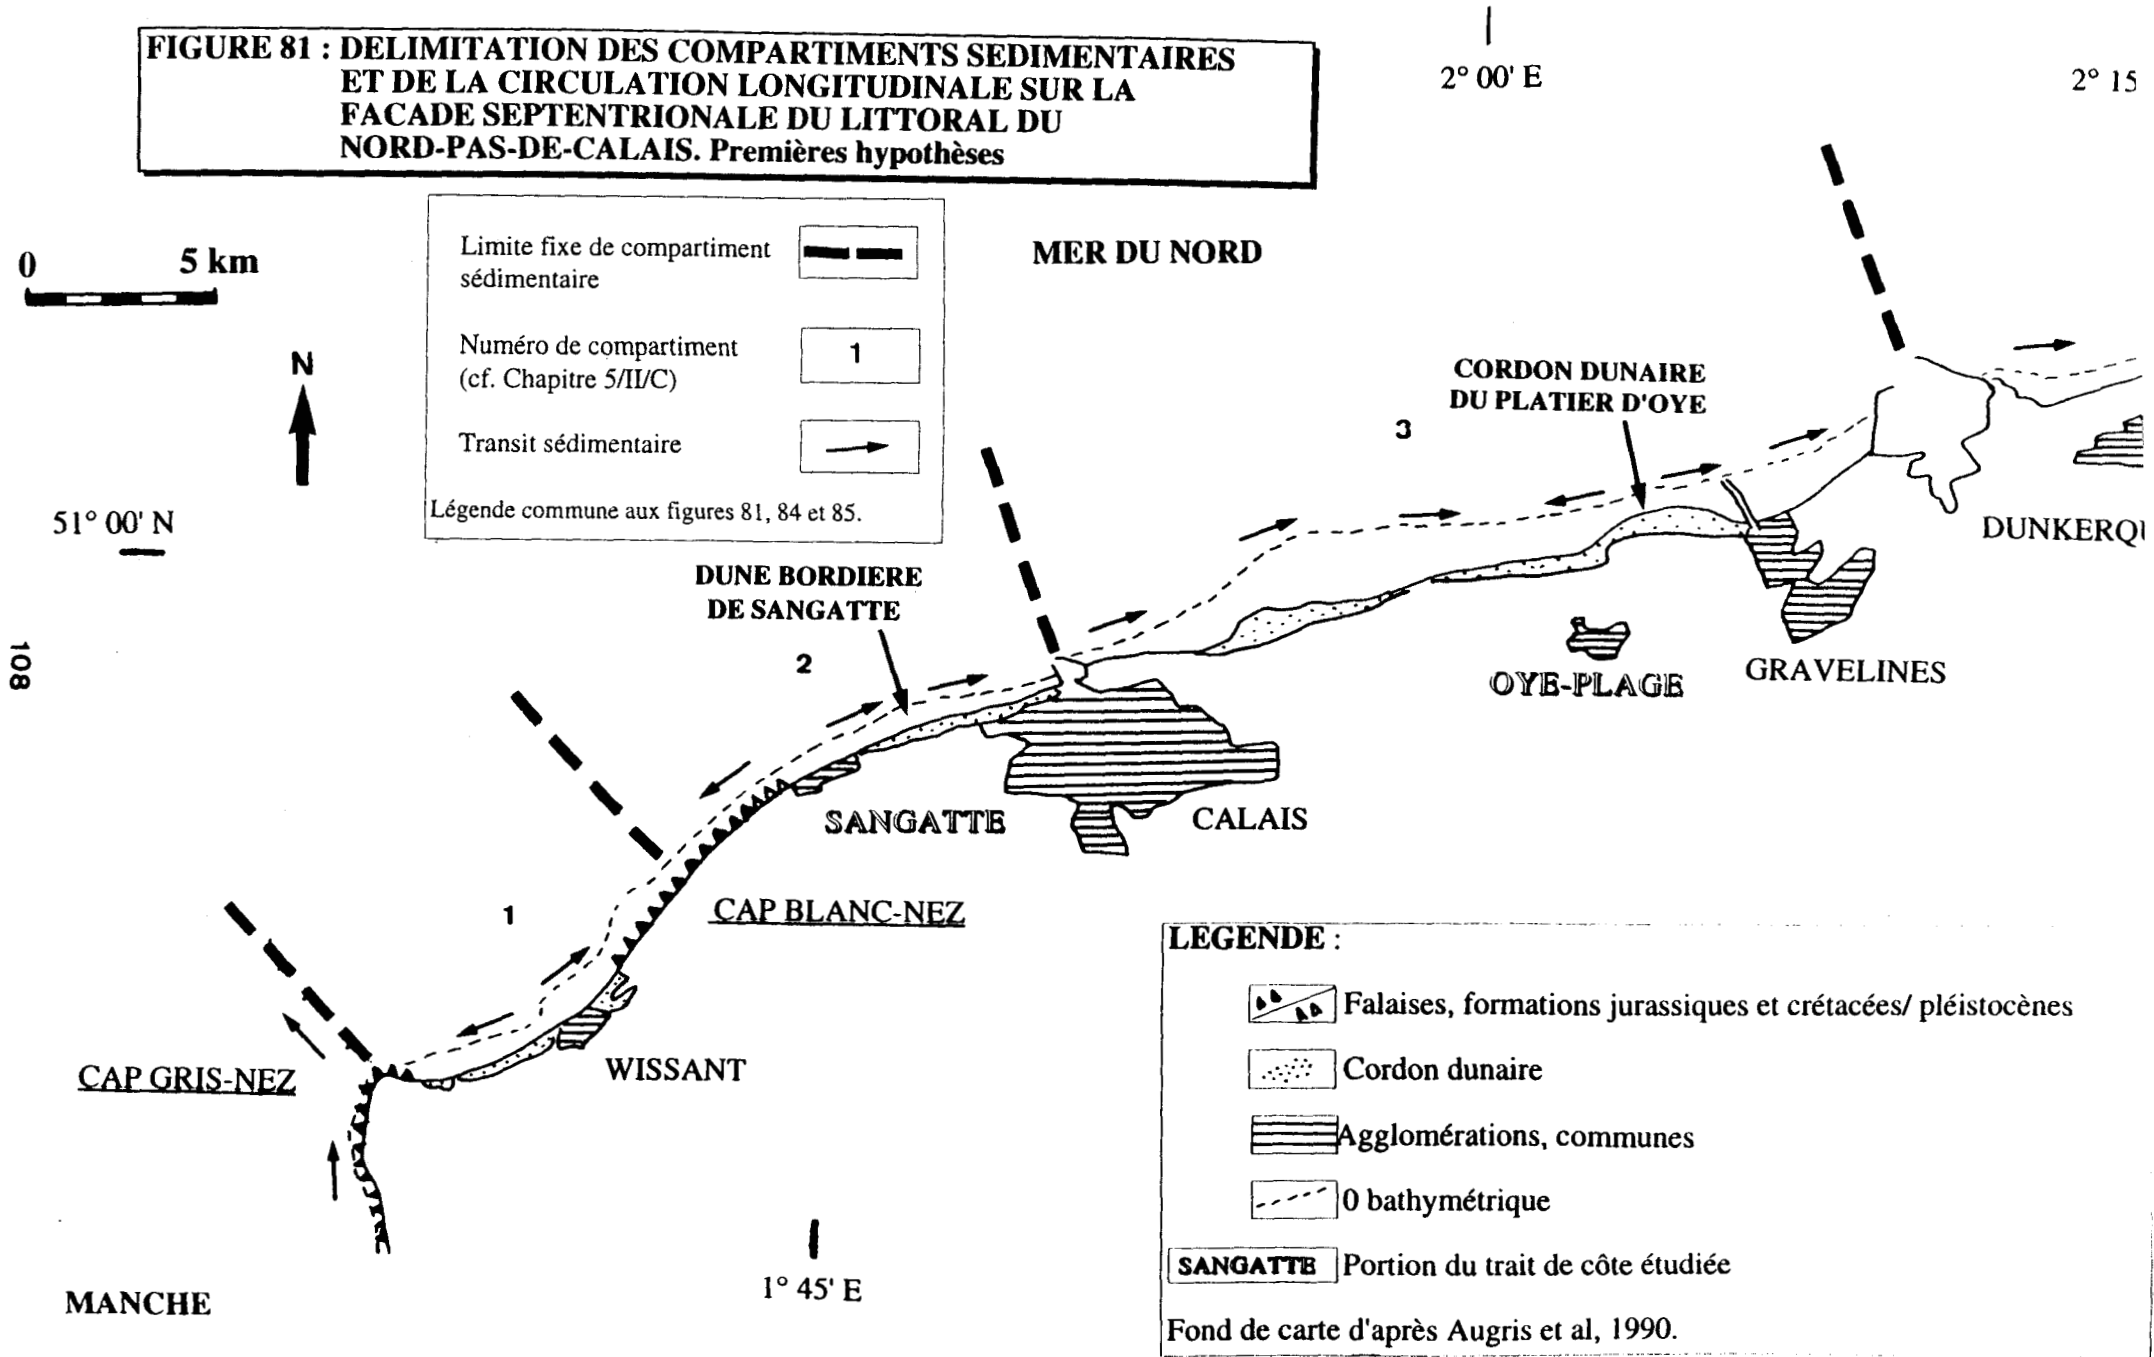 FIGURE 81 : DELIMITATION DES COMPARTIMENTS SEDIMENTAIRES
ET DE LA CIRCULATION LONGITUDINALE SUR LA
FACADE SEPTENTRIONALE DU LITTORAL DU
NORD-PAS-DE-CALAIS. Premières hypothèses
2° 00' E
2° 15
0 5 km
N
51° 00' N
Limite fixe de compartiment
sédimentaire
Numéro de compartiment
(cf. Chapitre 5/II/C)
1
Transit sédimentaire
Légende commune aux figures 81, 84 et 85.
MER DU NORD
CORDON DUNAIRE
DU PLATIER D'OYE
3
DUNKERQU
DUNE BORDIERE
DE SANGATTE
2
OYE-PLAGE
GRAVELINES
108
SANGATTE
CALAIS
1
CAP BLANC-NEZ
WISSANT
CAP GRIS-NEZ
1° 45' E
MANCHE
LEGENDE :
Falaises, formations jurassiques et crétacées/ pléistocènes
Cordon dunaire
Agglomérations, communes
0 bathymétrique
SANGATTE Portion du trait de côte étudiée
Fond de carte d'après Augris et al, 1990.